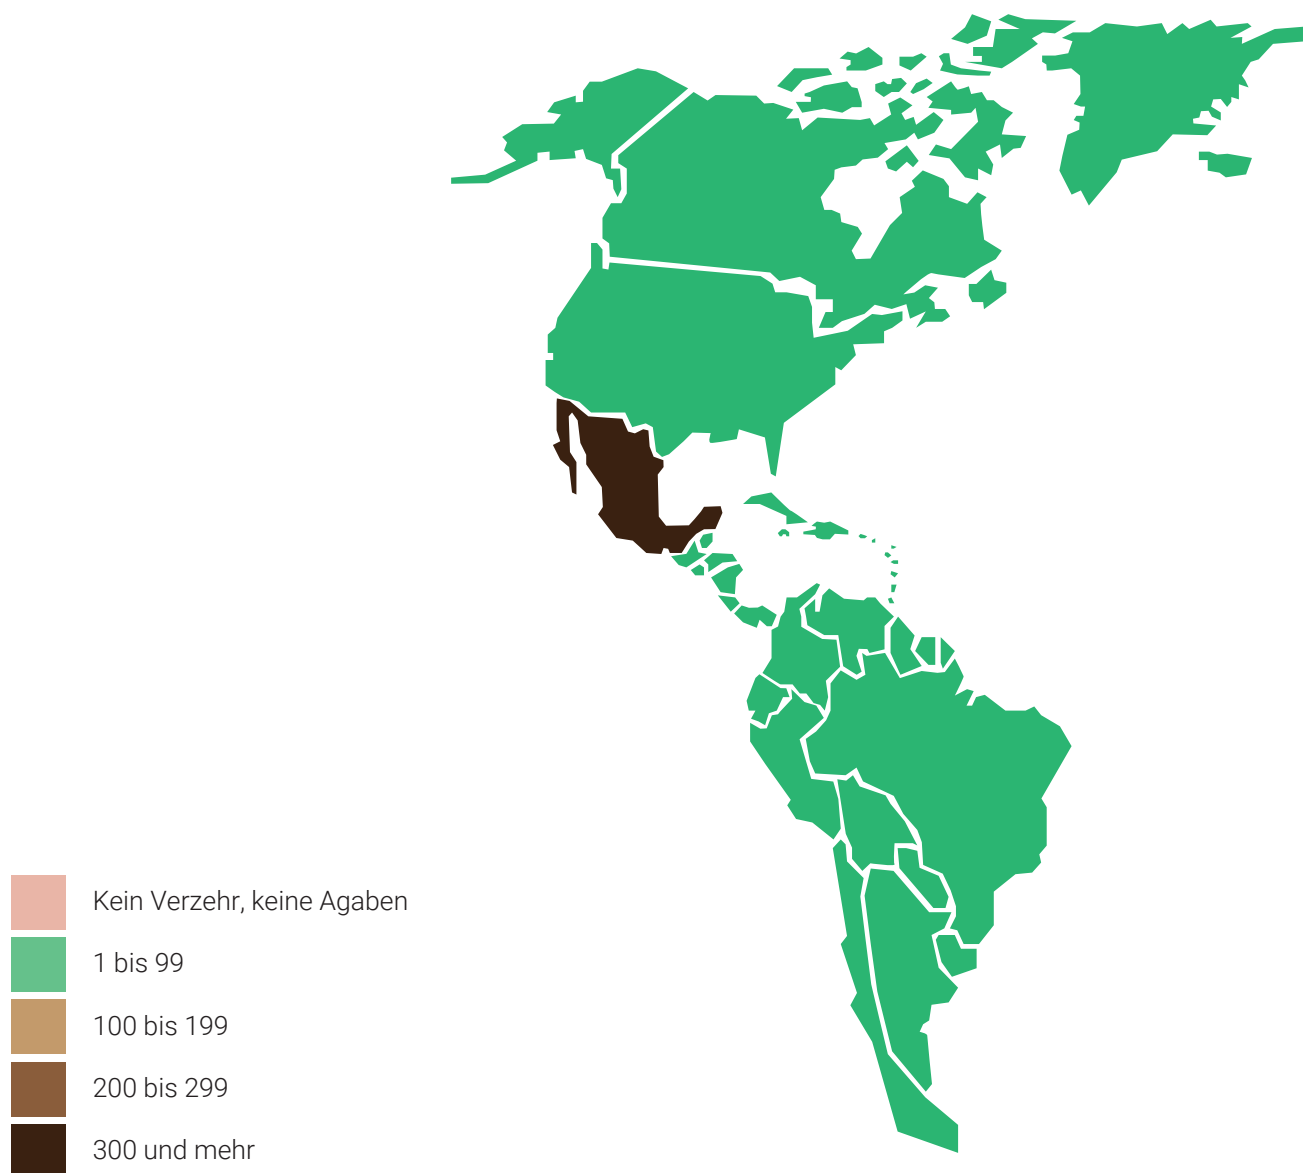 Kein Verzehr, keine Agaben
1 bis 99
100 bis 199
200 bis 299
300 und mehr